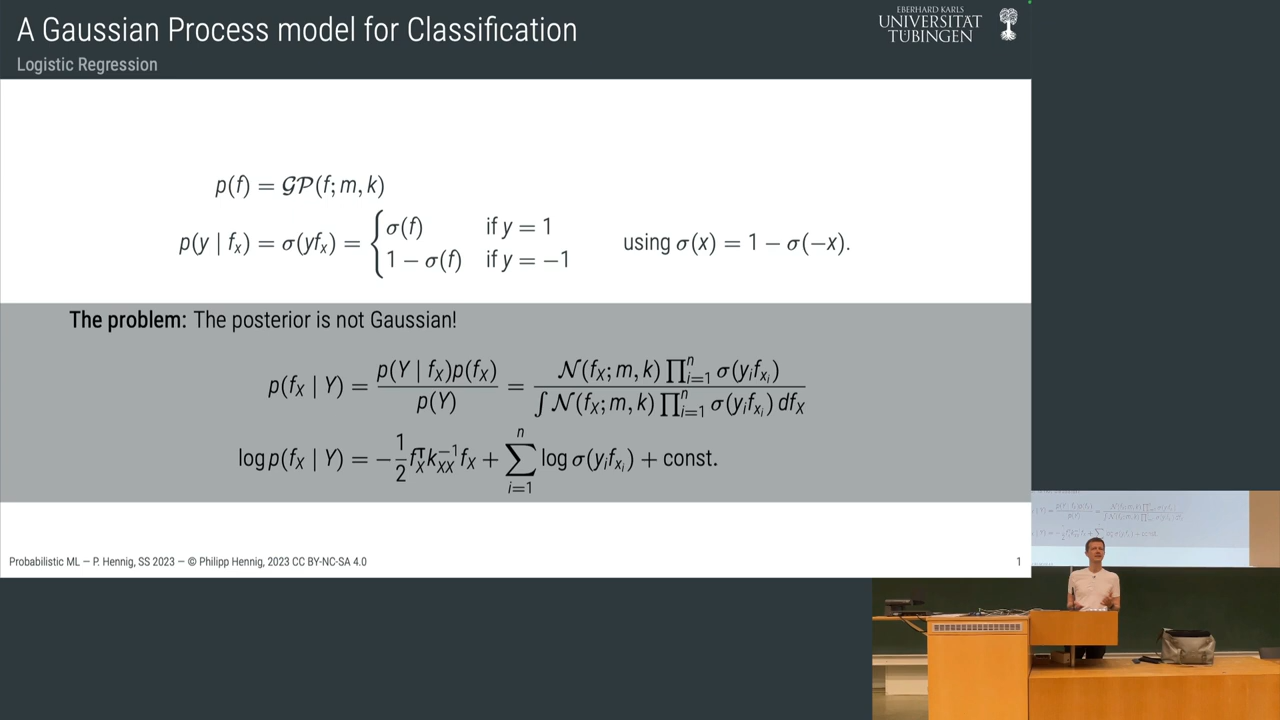 A Gaussian Process model for Classification
Logistic Regression
EBERHARD KARLS
UNIVERSITÄT
TÜBINGEN
p(f) = 𝒢𝒫(f; m, k)
p(y | f_x) = σ(yf_x) = { σ(f) if y = 1
1 − σ(f) if y = −1 using σ(x) = 1 − σ(−x).
The problem: The posterior is not Gaussian!
p(f_X | Y) = p(Y | f_X)p(f_X) / p(Y) = 𝒩(f_X; m, k) ∏_{i=1}^n σ(y_i f_{x_i}) / ∫ 𝒩(f_X; m, k) ∏_{i=1}^n σ(y_i f_{x_i}) df_X
log p(f_X | Y) = −1/2 f_X^⊤ k_{XX}^{−1} f_X + ∑_{i=1}^n log σ(y_i f_{x_i}) + const.
Probabilistic ML — P. Hennig, SS 2023 — © Philipp Hennig, 2023 CC BY-NC-SA 4.0
1